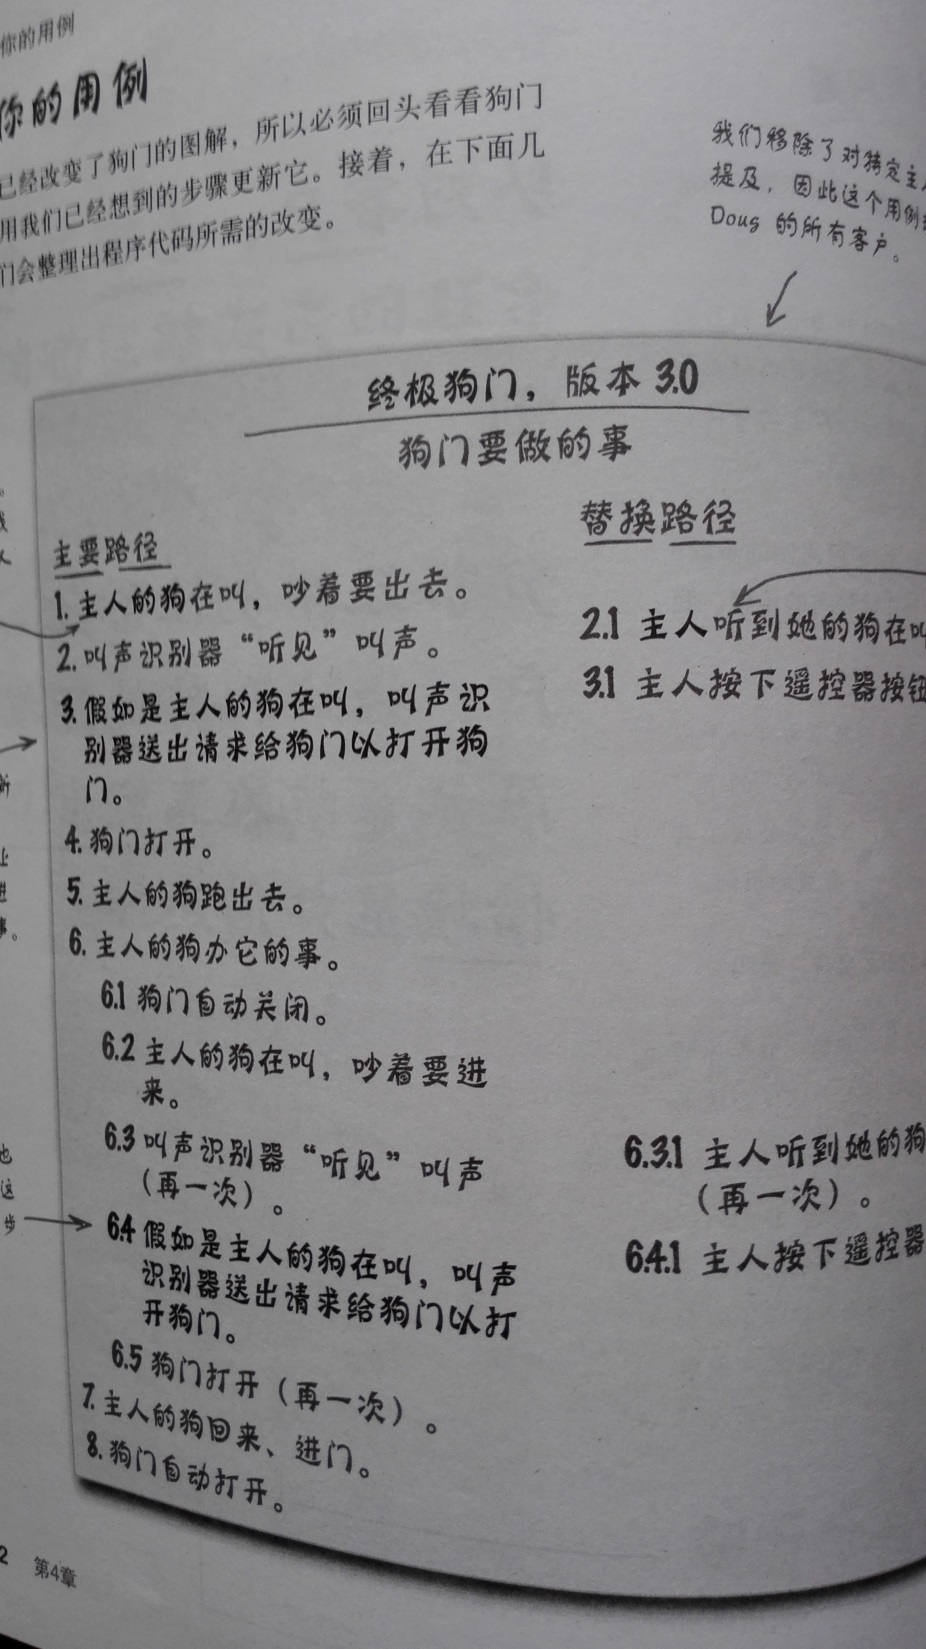 你的用例
你的用例
已经改变了狗门的图解，所以必须回头看看狗门
用我们已经想到的步骤更新它。接着，在下面几
们会整理出程序代码所需的改变。
我们移除了对特定主人
提及，因此这个用例
Doug 的所有客户。
终极狗门，版本 3.0
狗门要做的事
主要路径
1. 主人的狗在叫，吵着要出去。
2. 叫声识别器“听见”叫声。
3. 假如是主人的狗在叫，叫声识
别器送出请求给狗门以打开狗
门。
4. 狗门打开。
5. 主人的狗跑出去。
6. 主人的狗办它的事。
6.1 狗门自动关闭。
6.2 主人的狗在叫，吵着要进
来。
6.3 叫声识别器“听见”叫声
（再一次）。
6.4 假如是主人的狗在叫，叫声
识别器送出请求给狗门以打
开狗门。
6.5 狗门打开（再一次）。
7. 主人的狗回来、进门。
8. 狗门自动打开。
替换路径
2.1 主人听到她的狗在叫
3.1 主人按下遥控器按钮
6.3.1 主人听到她的狗
（再一次）。
6.4.1 主人按下遥控器
也
这
步
2 第4章